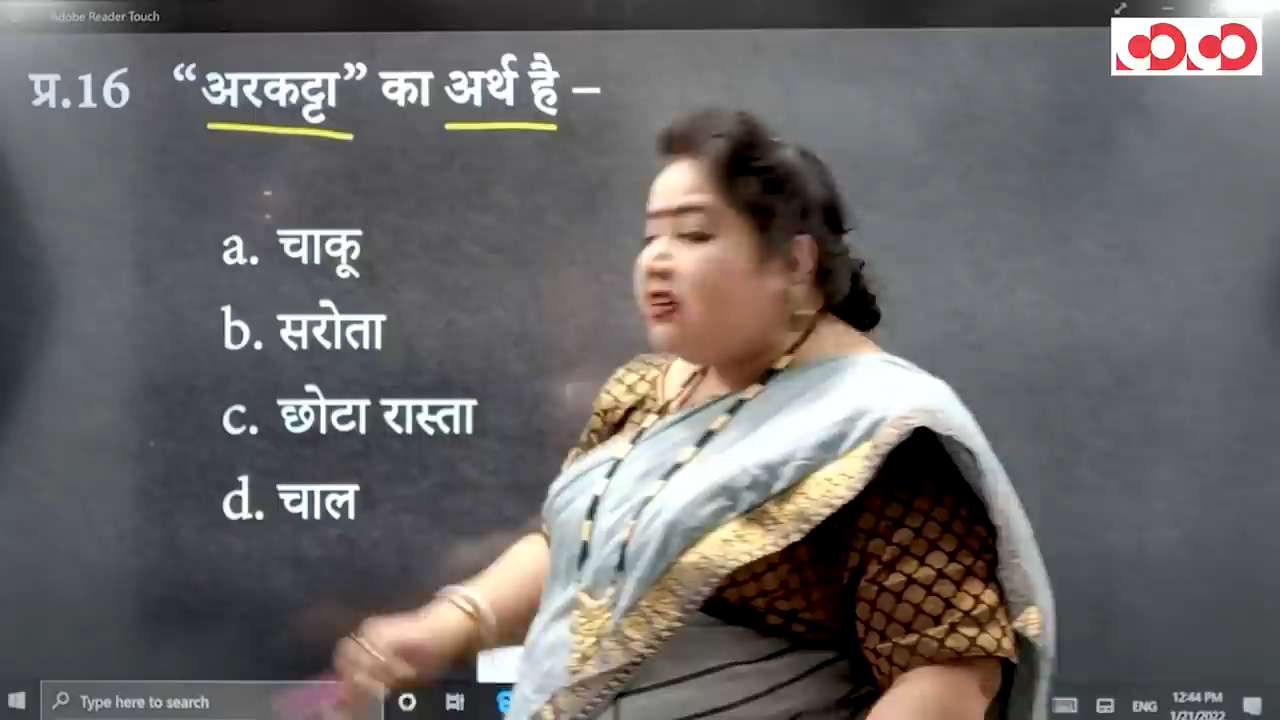 Adobe Reader Touch
प्र.16 “अरकट्टा” का अर्थ है –
a. चाकू
b. सरोता
c. छोटा रास्ता
d. चाल
Type here to search
ENG
12:44 PM
1/21/2022